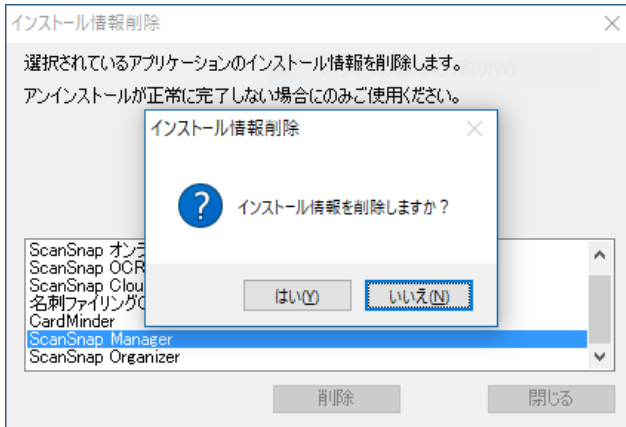 インストール情報削除
選択されているアプリケーションのインストール情報を削除します。
アンインストールが正常に完了しない場合にのみご使用ください。
インストール情報削除
インストール情報を削除しますか?
はい(Y)
いいえ(N)
ScanSnap オンラ
ScanSnap OCR
ScanSnap Clou
名刺ファイリングO
CardMinder
ScanSnap Manager
ScanSnap Organizer
削除
閉じる